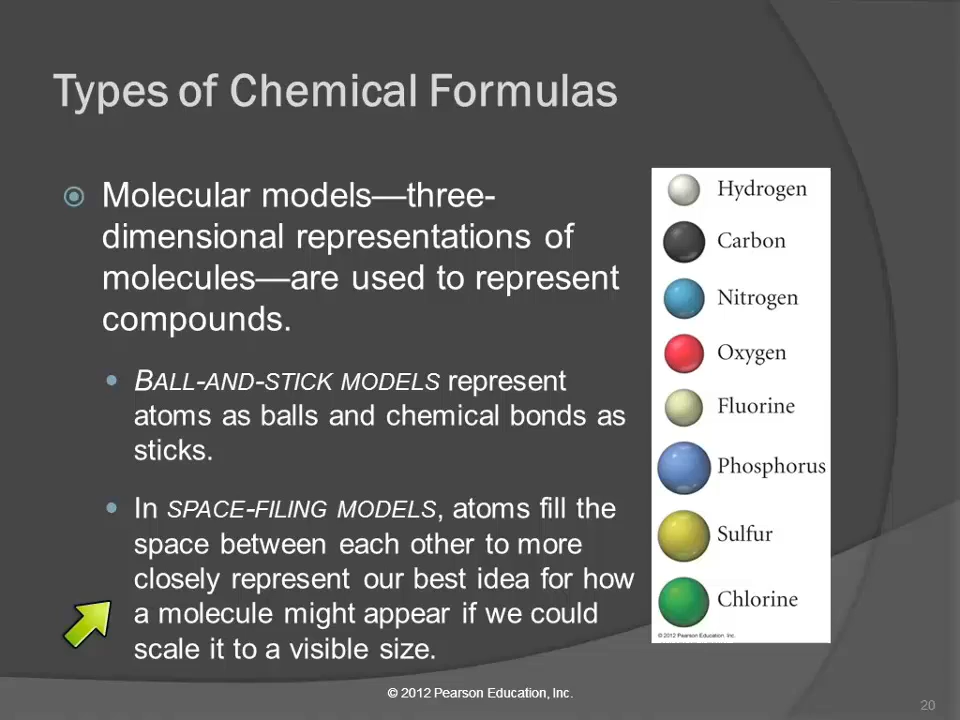 Types of Chemical Formulas
Molecular models—three-
dimensional representations of
molecules—are used to represent
compounds.
BALL-AND-STICK MODELS represent
atoms as balls and chemical bonds as
sticks.
In SPACE-FILING MODELS, atoms fill the
space between each other to more
closely represent our best idea for how
a molecule might appear if we could
scale it to a visible size.
Hydrogen
Carbon
Nitrogen
Oxygen
Fluorine
Phosphorus
Sulfur
Chlorine
© 2012 Pearson Education, Inc.
© 2012 Pearson Education, Inc.
20